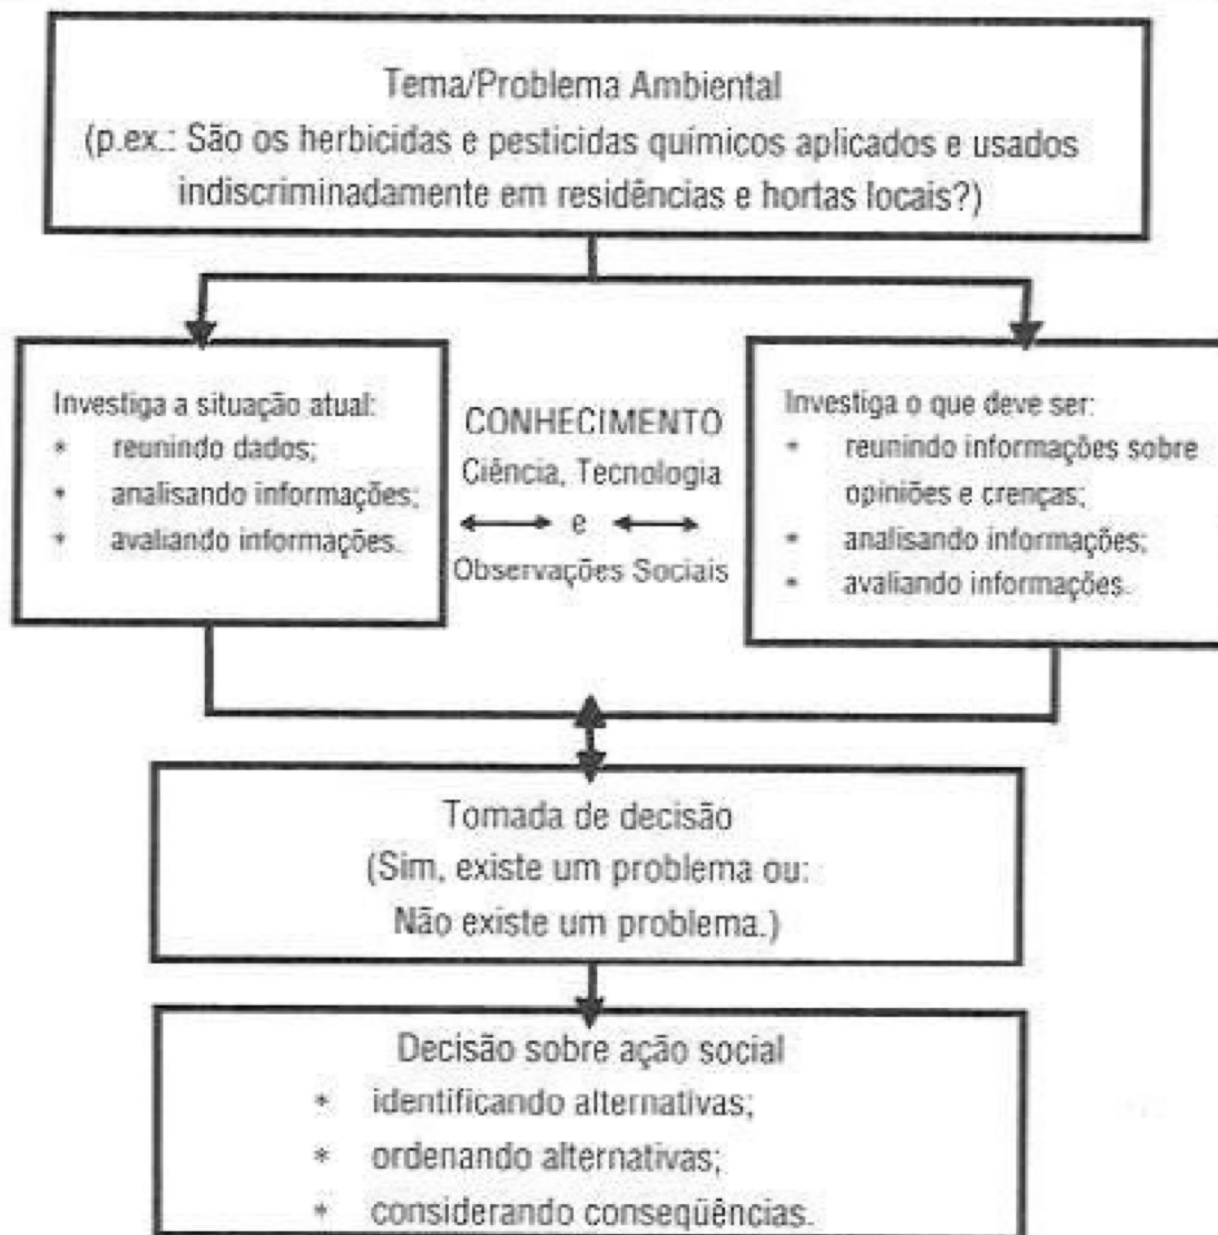 Tema/Problema Ambiental
(p.ex.: São os herbicidas e pesticidas químicos aplicados e usados
indiscriminadamente em residências e hortas locais?)
Investiga a situação atual:
* reunindo dados;
* analisando informações;
* avaliando informações.
CONHECIMENTO
Ciência, Tecnologia
e
Observações Sociais
Investiga o que deve ser:
* reunindo informações sobre
opiniões e crenças;
* analisando informações;
* avaliando informações.
Tomada de decisão
(Sim, existe um problema ou:
Não existe um problema.)
Decisão sobre ação social
* identificando alternativas;
* ordenando alternativas;
* considerando conseqüências.